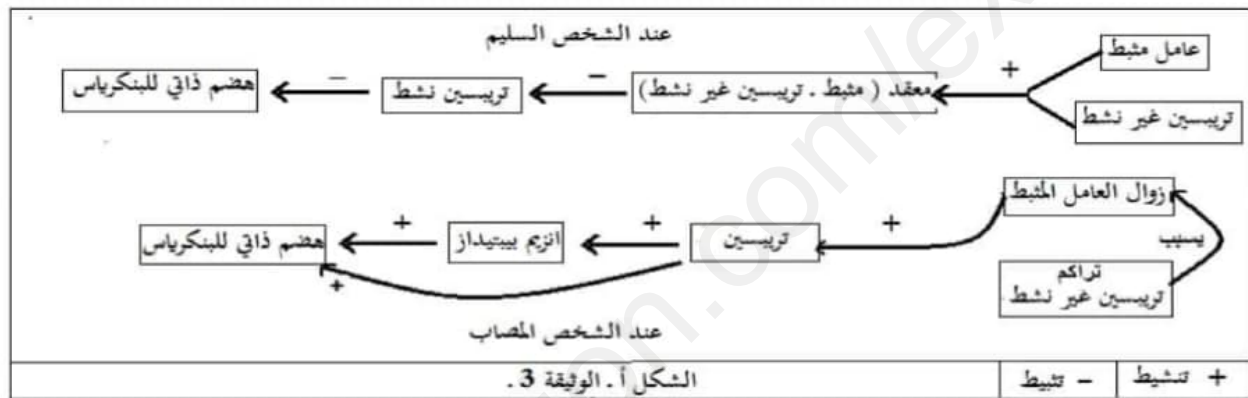 عند الشخص السليم
عامل مثبط
تريبسين غير نشط
+
معقد ( مثبط . تريبسين غير نشط)
−
تريبسين نشط
−
هضم ذاتي للبنكرياس
زوال العامل المثبط
يسبب
تراكم
تريبسين غير نشط
+
تريبسين
+
انزيم ببتيداز
+
هضم ذاتي للبنكرياس
+
عند الشخص المصاب
+ تنشيط
− تثبيط
الشكل أ . الوثيقة 3 .